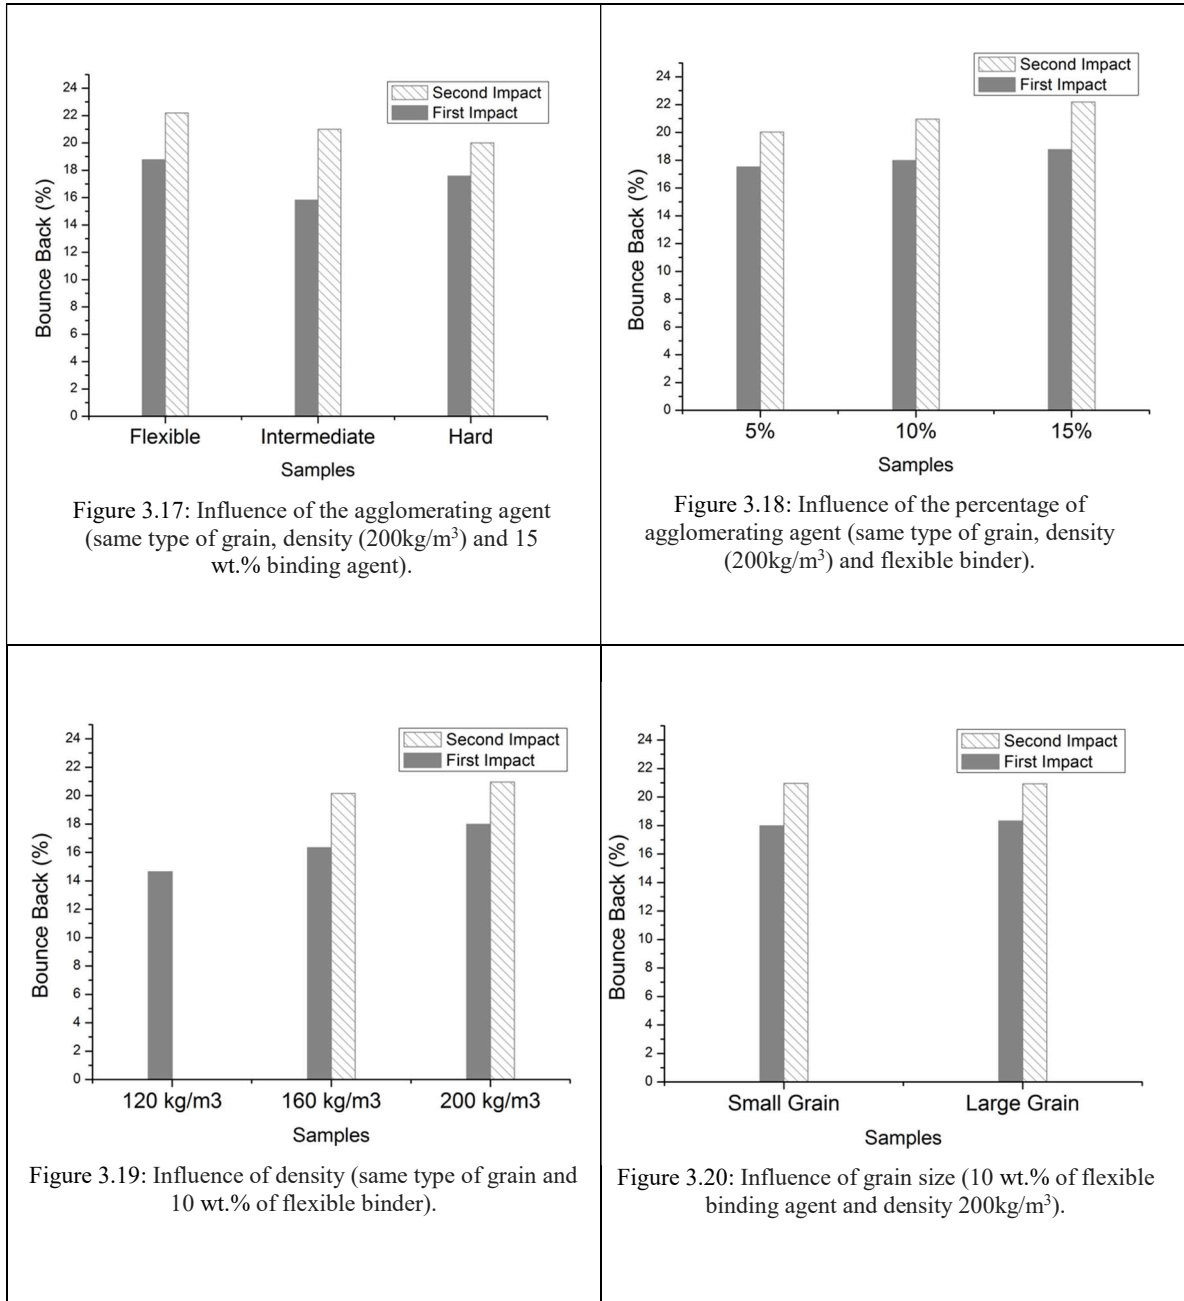 24
22
20
18
16
14
12
10
8
6
4
2
0
Bounce Back (%)
Second Impact
First Impact
Flexible Intermediate Hard
Samples
Figure 3.17: Influence of the agglomerating agent
(same type of grain, density (200kg/m³) and 15
wt.% binding agent).
24
22
20
18
16
14
12
10
8
6
4
2
0
Bounce Back (%)
Second Impact
First Impact
5% 10% 15%
Samples
Figure 3.18: Influence of the percentage of
agglomerating agent (same type of grain, density
(200kg/m³) and flexible binder).
24
22
20
18
16
14
12
10
8
6
4
2
0
Bounce Back (%)
Second Impact
First Impact
120 kg/m3 160 kg/m3 200 kg/m3
Samples
Figure 3.19: Influence of density (same type of grain and
10 wt.% of flexible binder).
24
22
20
18
16
14
12
10
8
6
4
2
0
Bounce Back (%)
Second Impact
First Impact
Small Grain Large Grain
Samples
Figure 3.20: Influence of grain size (10 wt.% of flexible
binding agent and density 200kg/m³).